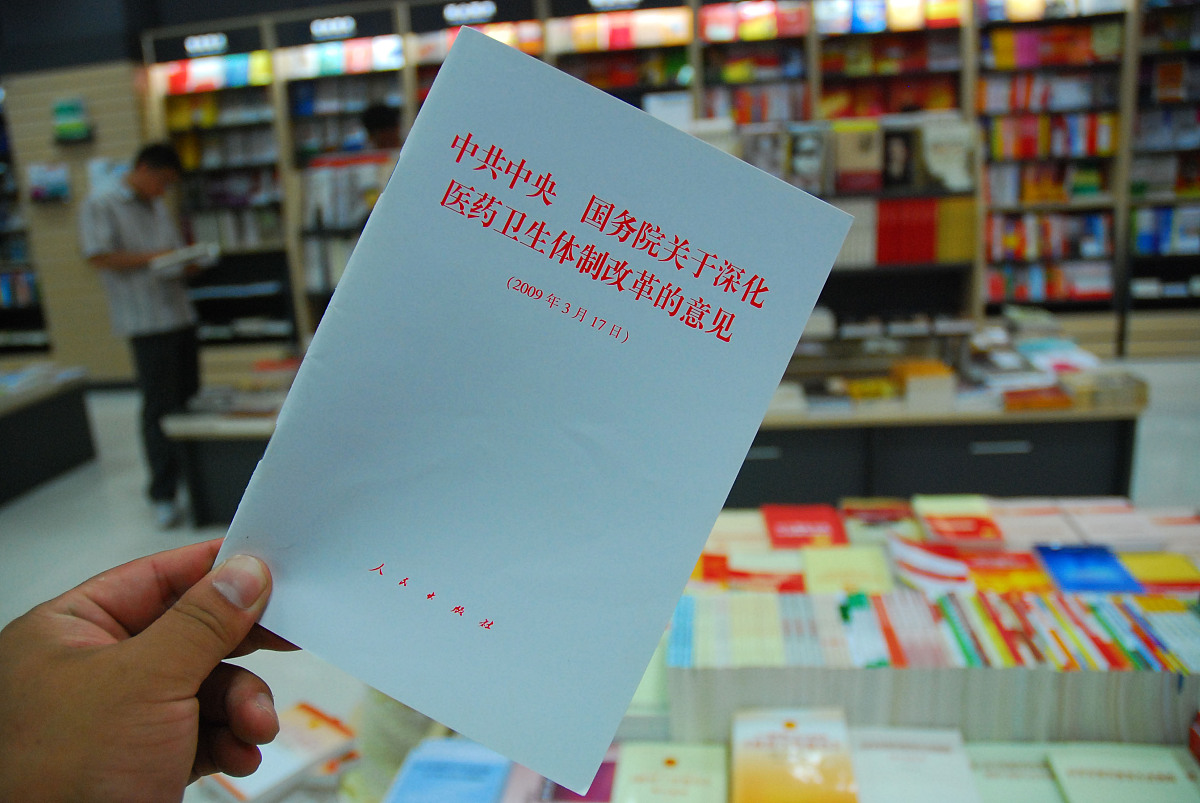 中共中央　国务院关于深化
医药卫生体制改革的意见
（2009年3月17日）
人民出版社